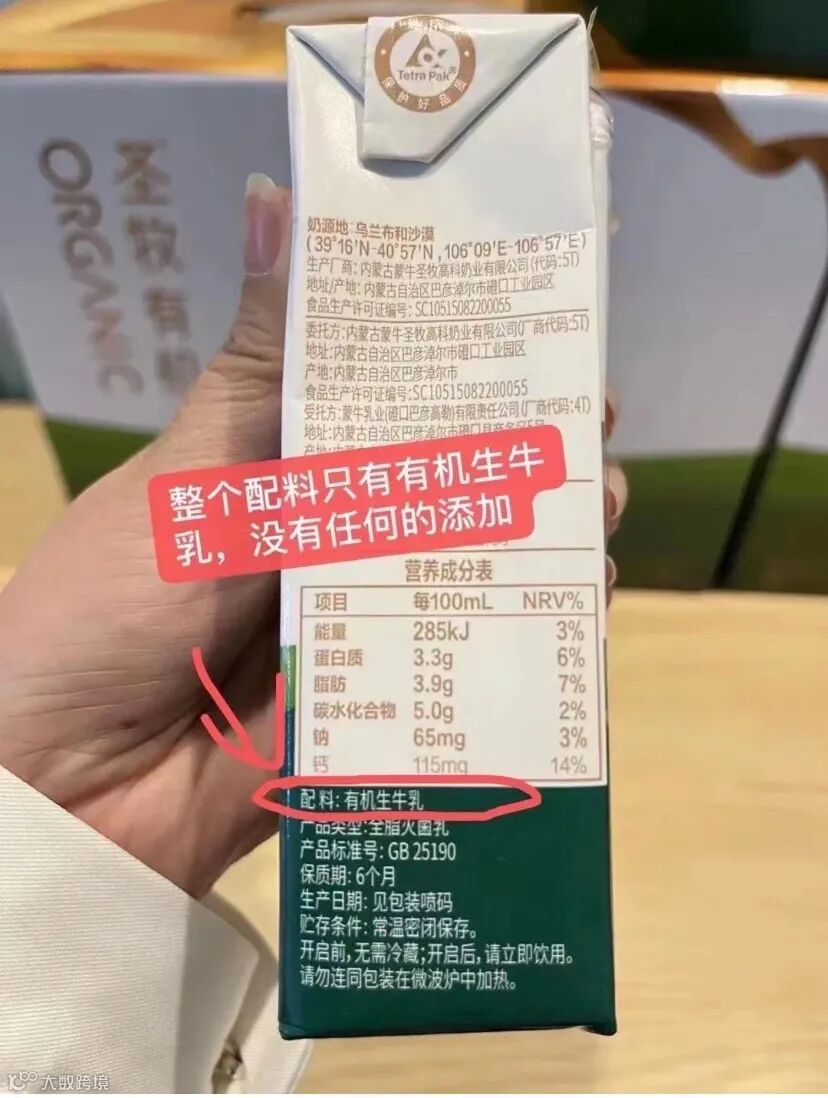 Tetra Pak®
保护好品质
圣牧有机
ORGANIC
奶源地:乌兰布和沙漠
(39°16'N-40°57'N,106°09'E-106°57'E)
生产厂商:内蒙古蒙牛圣牧高科奶业有限公司(代码:5T)
地址/产地:内蒙古自治区巴彦淖尔市磴口工业园区
食品生产许可证编号:SC10515082200055
委托方:内蒙古蒙牛圣牧高科奶业有限公司(厂商代码:5T)
地址:内蒙古自治区巴彦淖尔市磴口工业园区
产地:内蒙古自治区巴彦淖尔市
食品生产许可证编号:SC10515082200055
受托方:蒙牛乳业(磴口巴彦高勒)有限责任公司(厂商代码:4T)
地址:内蒙古自治区巴彦淖尔市磴口县
整个配料只有有机生牛
乳，没有任何的添加
营养成分表
项目 每100mL NRV%
能量 285kJ 3%
蛋白质 3.3g 6%
脂肪 3.9g 7%
碳水化合物 5.0g 2%
钠 65mg 3%
钙 115mg 14%
配料:有机生牛乳
产品类型:全脂灭菌乳
产品标准号:GB 25190
保质期:6个月
生产日期:见包装喷码
贮存条件:常温密闭保存。
开启前,无需冷藏;开启后,请立即饮用。
请勿连同包装在微波炉中加热。
大数跨境